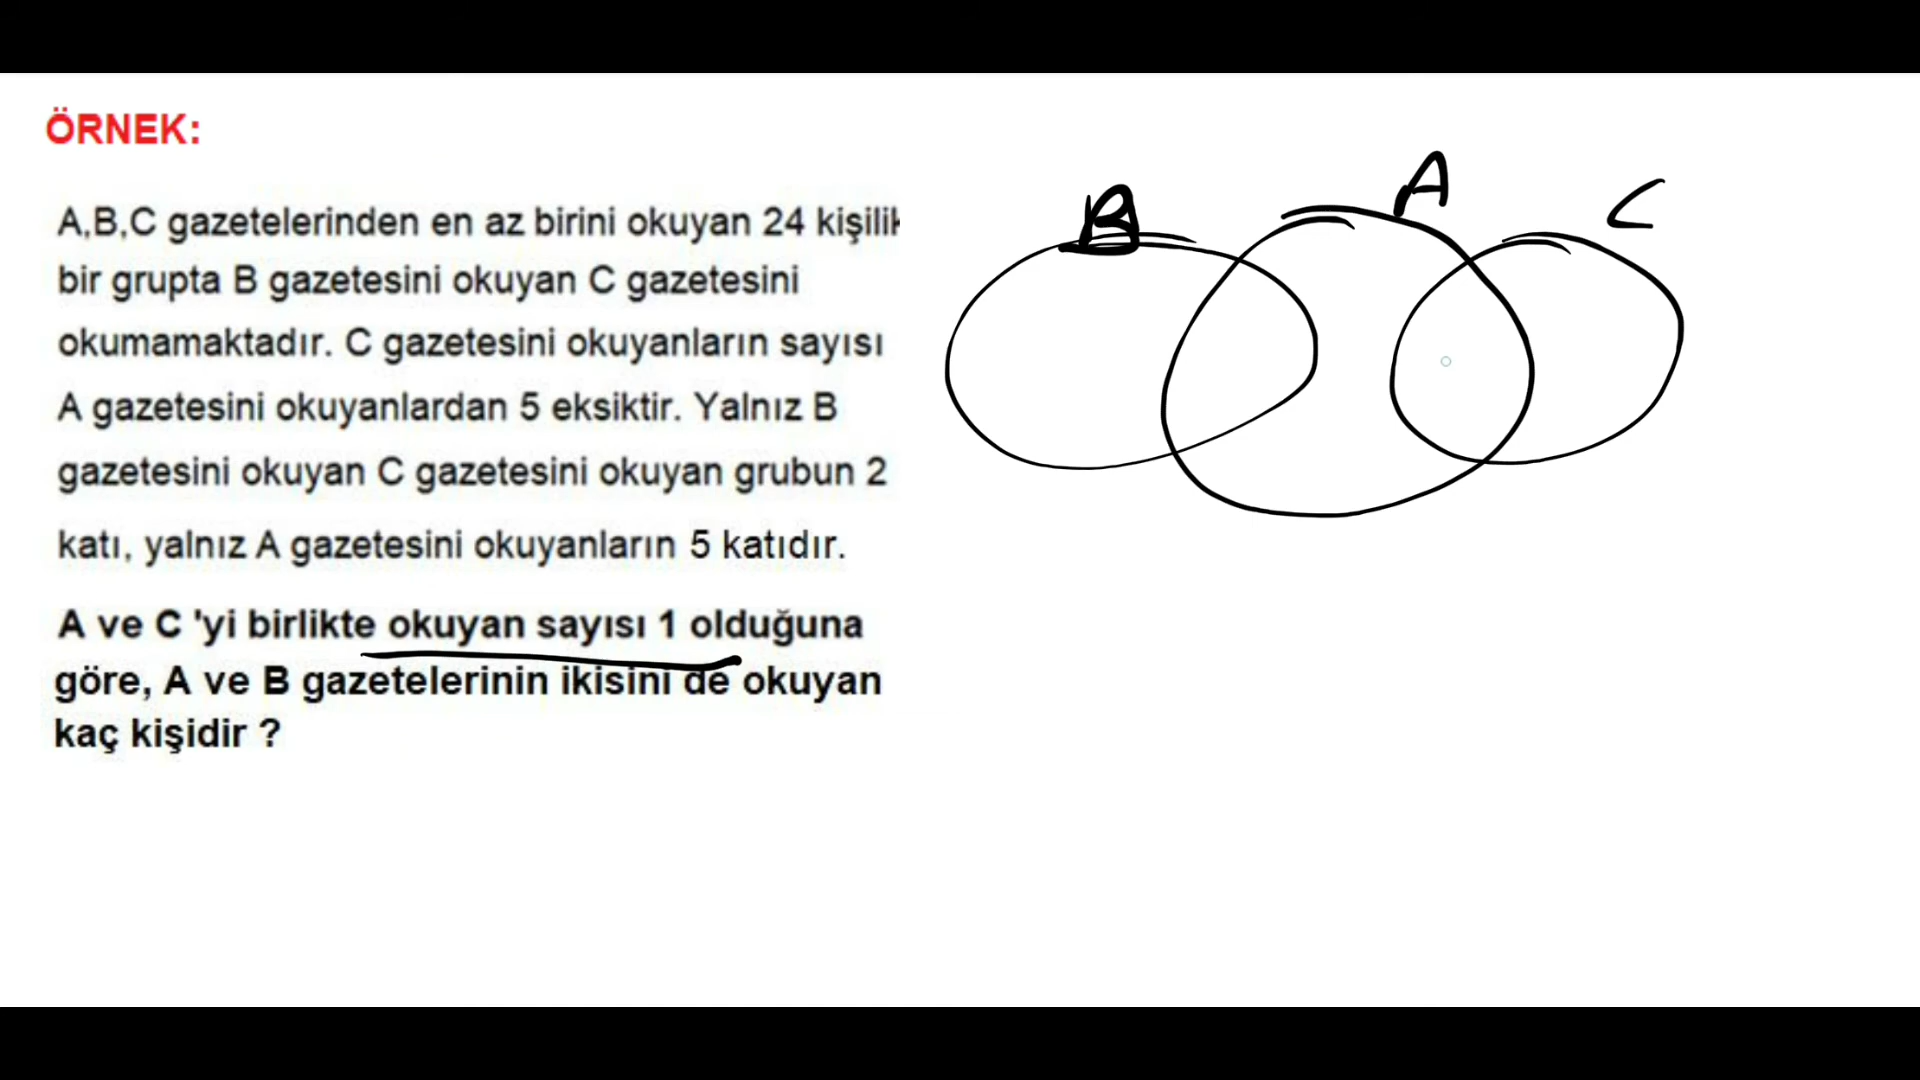 ÖRNEK:
A,B,C gazetelerinden en az birini okuyan 24 kişilik
bir grupta B gazetesini okuyan C gazetesini
okumamaktadır. C gazetesini okuyanların sayısı
A gazetesini okuyanlardan 5 eksiktir. Yalnız B
gazetesini okuyan C gazetesini okuyan grubun 2
katı, yalnız A gazetesini okuyanların 5 katıdır.
A ve C 'yi birlikte okuyan sayısı 1 olduğuna
göre, A ve B gazetelerinin ikisini de okuyan
kaç kişidir ?
B A C